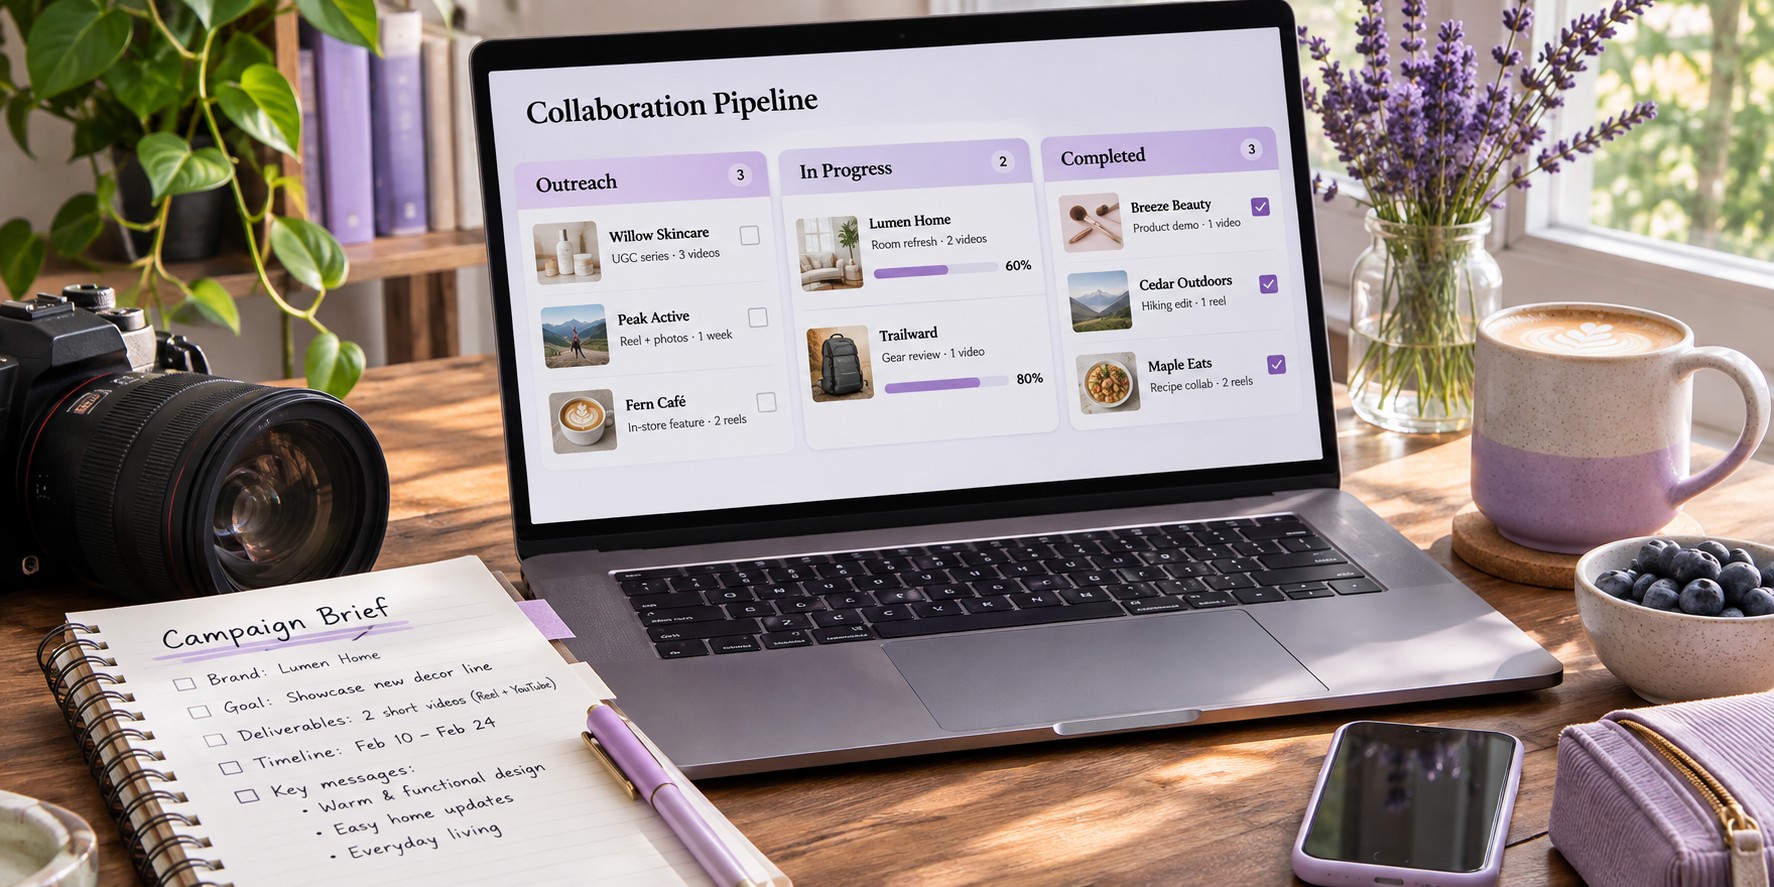 Collaboration Pipeline
Outreach 3
Willow Skincare
UGC series · 3 videos
Peak Active
Reel + photos · 1 week
Fern Café
In-store feature · 2 reels
In Progress 2
Lumen Home
Room refresh · 2 videos
60%
Trailward
Gear review · 1 video
80%
Completed 3
Breeze Beauty
Product demo · 1 video
Cedar Outdoors
Hiking edit · 1 reel
Maple Eats
Recipe collab · 2 reels
Campaign Brief
Brand: Lumen Home
Goal: Showcase new decor line
Deliverables: 2 short videos (Reel + YouTube)
Timeline: Feb 10 – Feb 24
Key messages:
• Warm & functional design
• Easy home updates
• Everyday living